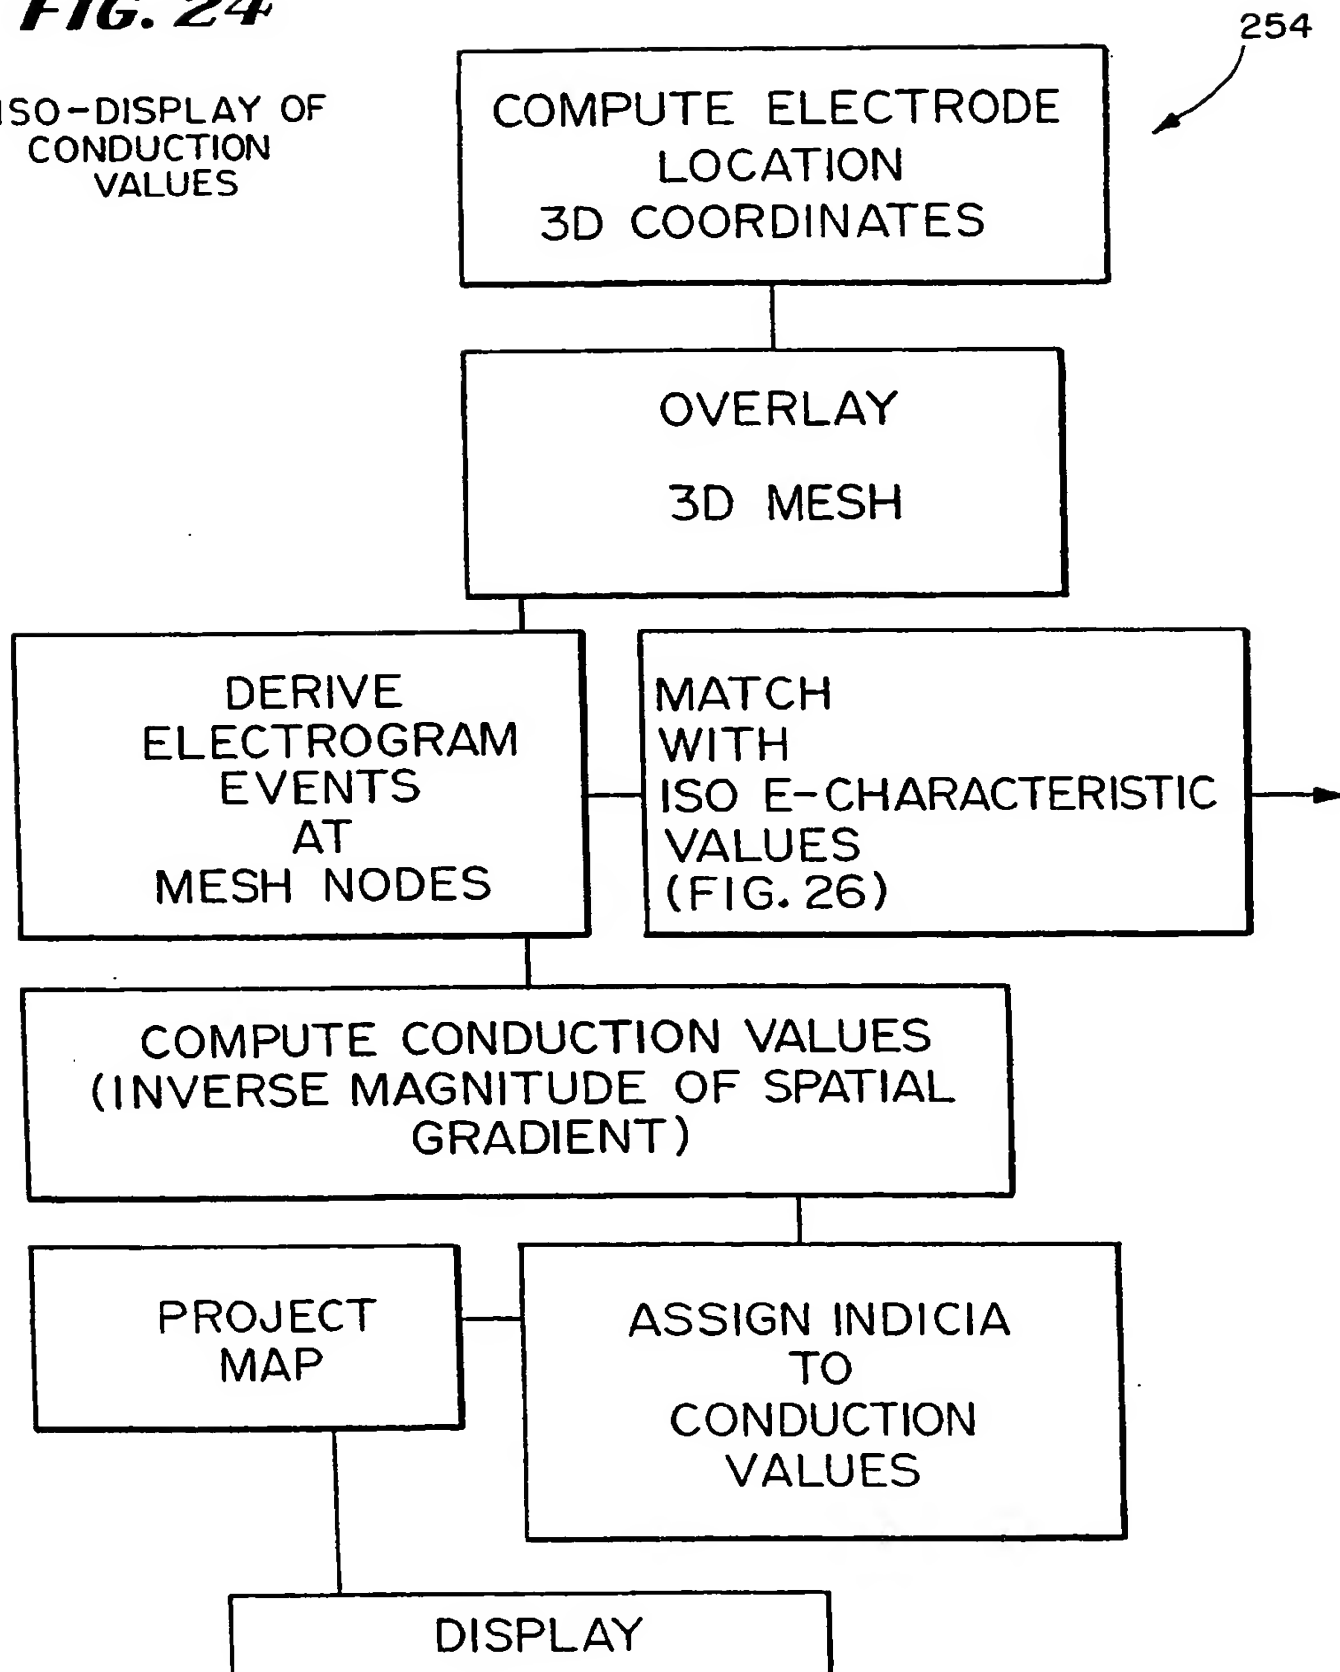 FIG. 24
254
ISO-DISPLAY OF
CONDUCTION
VALUES
COMPUTE ELECTRODE
LOCATION
3D COORDINATES
OVERLAY
3D MESH
DERIVE
ELECTROGRAM
EVENTS
AT
MESH NODES
MATCH
WITH
ISO E-CHARACTERISTIC
VALUES
(FIG. 26)
COMPUTE CONDUCTION VALUES
(INVERSE MAGNITUDE OF SPATIAL
GRADIENT)
PROJECT
MAP
ASSIGN INDICIA
TO
CONDUCTION
VALUES
DISPLAY